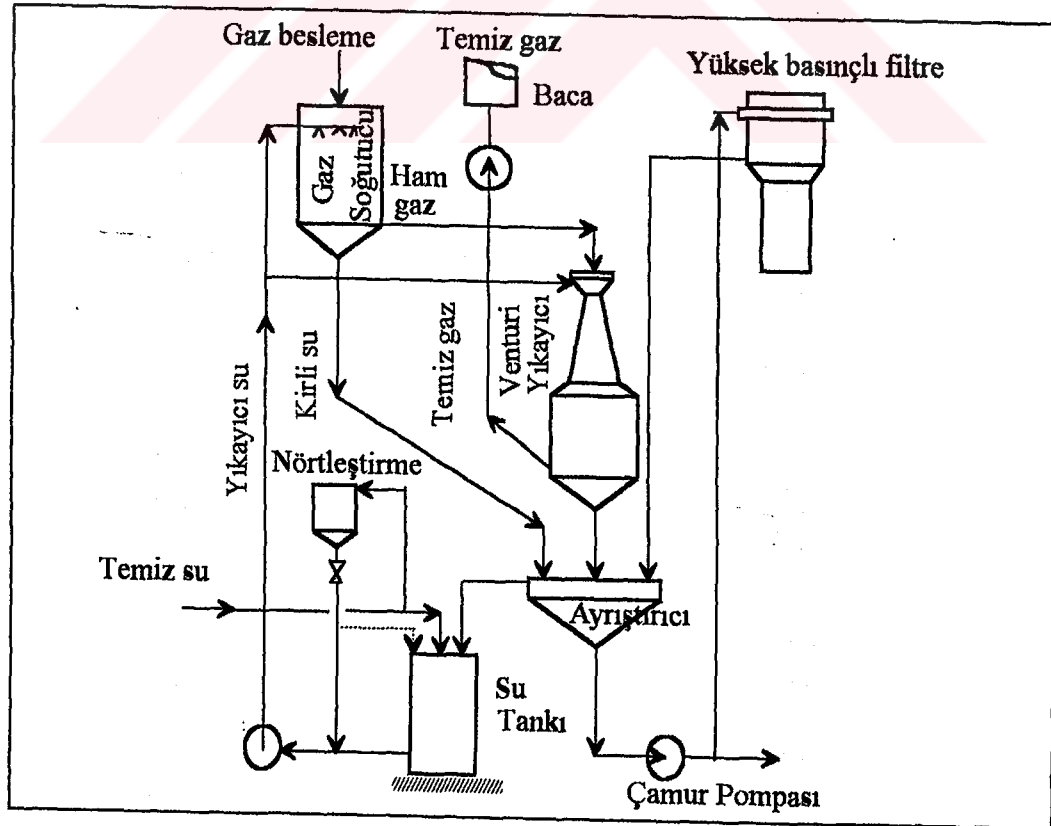 Gaz besleme
Temiz gaz
Baca
Yüksek basınçlı filtre
Gaz
Soğutucu
Ham
gaz
Yıkayıcı su
Kirli su
Temiz gaz
Venturi
Yıkayıcı
Nörtleştirme
Temiz su
Ayrıştırıcı
Su
Tankı
Çamur Pompası